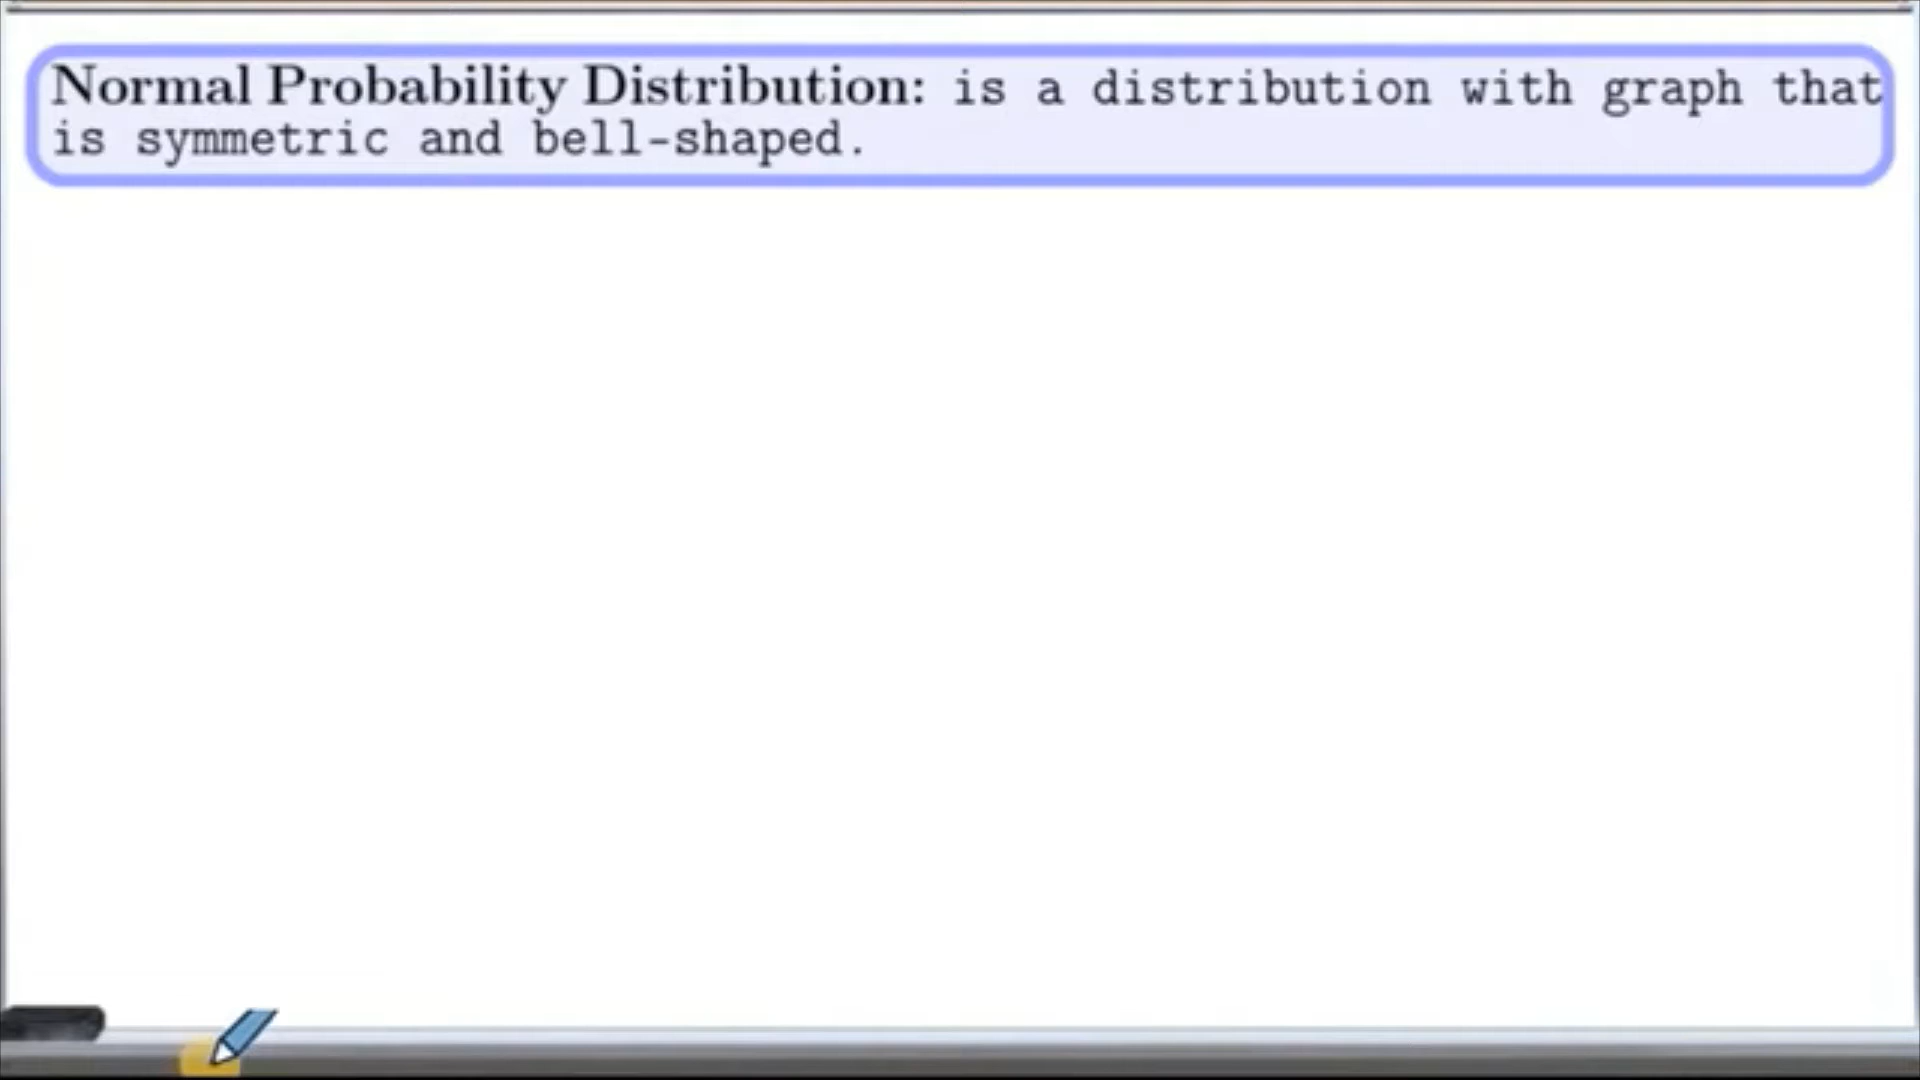 Normal Probability Distribution: is a distribution with graph that
is symmetric and bell-shaped.